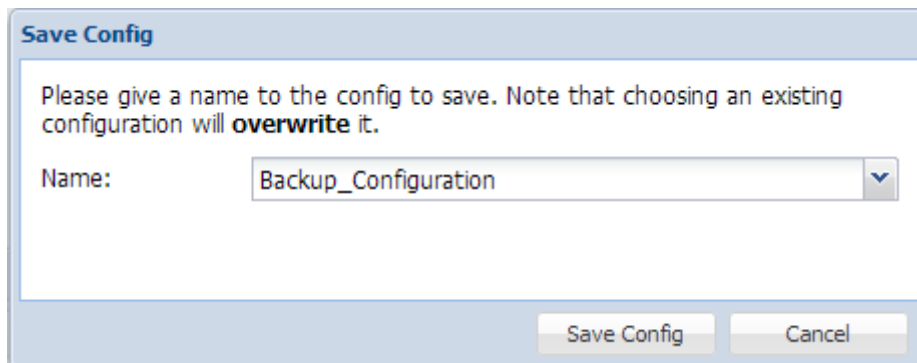 Save Config
Please give a name to the config to save. Note that choosing an existing
configuration will overwrite it.
Name:
Backup_Configuration
Save Config
Cancel